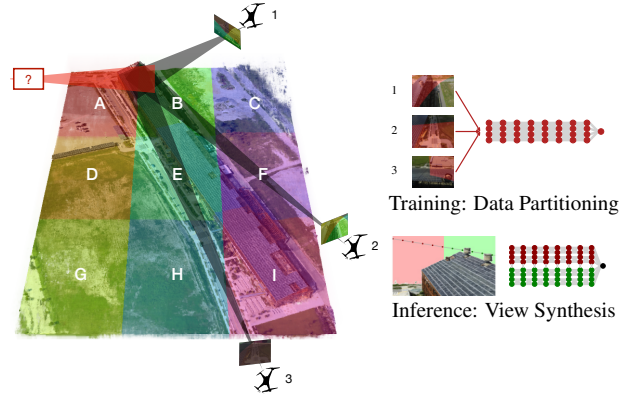 1
?
A
B
C
D
E
F
2
G
H
I
3
1
2
3
Training: Data Partitioning
Inference: View Synthesis